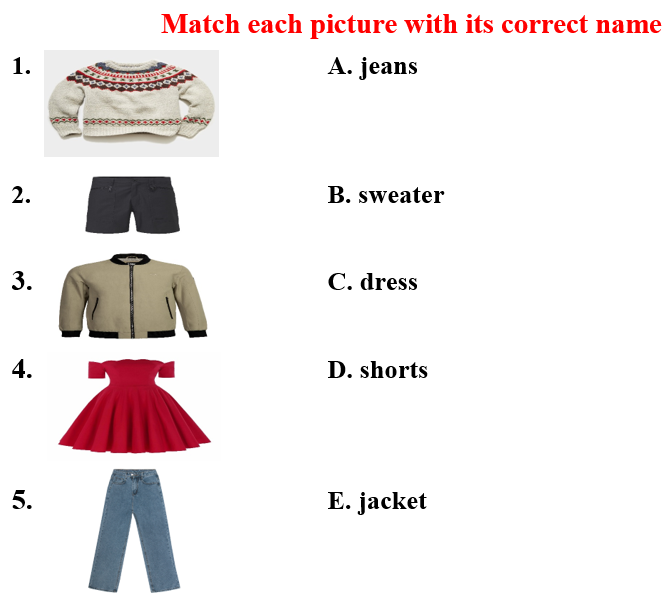 Match each picture with its correct name
1. A. jeans
2. B. sweater
3. C. dress
4. D. shorts
5. E. jacket